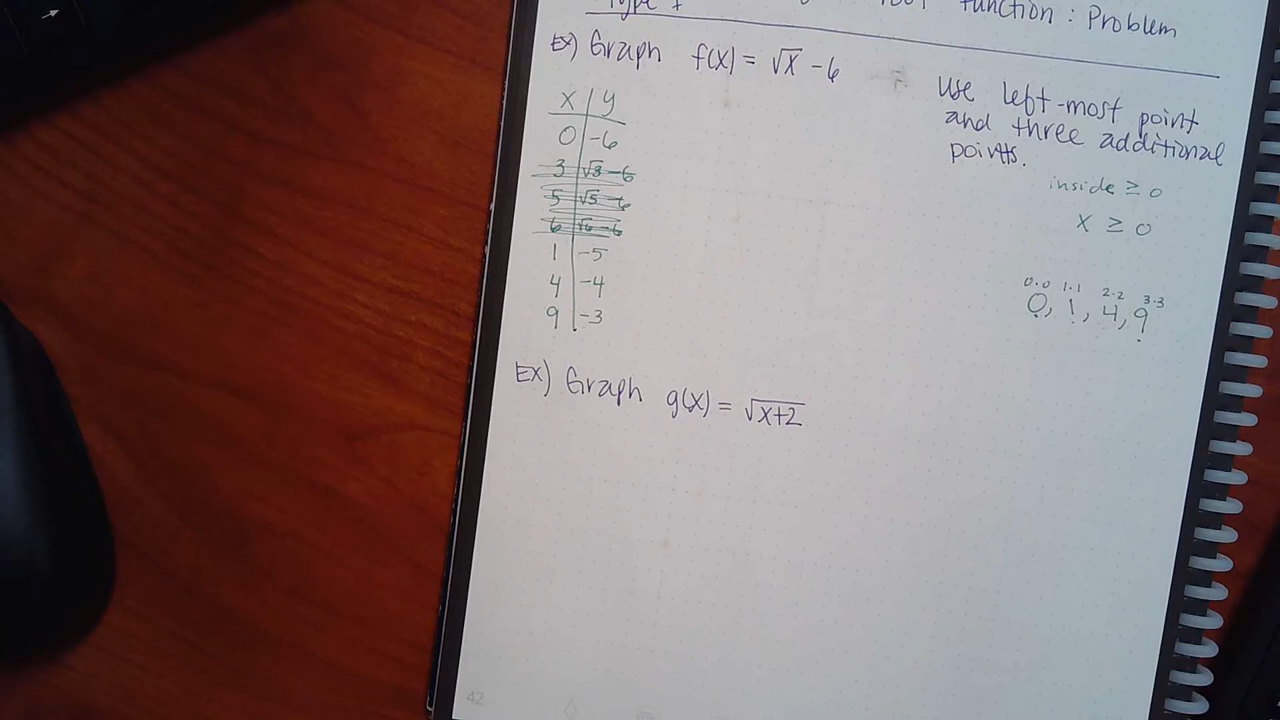 Function : Problem
Ex) Graph f(x) = √x - 6
Use left-most point
and three additional
points.
inside ≥ 0
x ≥ 0
x | y
0 | -6
3 | √3 - 6
5 | √5 - 6
6 | √6 - 6
1 | -5
4 | -4
9 | -3
0·0 1·1 2·2 3·3
0, 1, 4, 9
Ex) Graph g(x) = √x+2
42